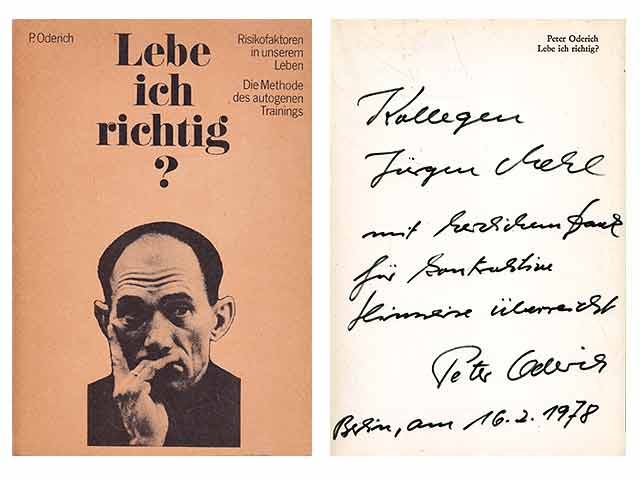 P. Oderich
Lebe
ich
richtig
?
Risikofaktoren
in unserem
Leben
Die Methode
des autogenen
Trainings
Peter Oderich
Lebe ich richtig?
Kollegen
Jürgen
mit herzlichem Dank
für konstruktive
Hinweise überreicht
Peter Oderich
Berlin, am 16.2.1978